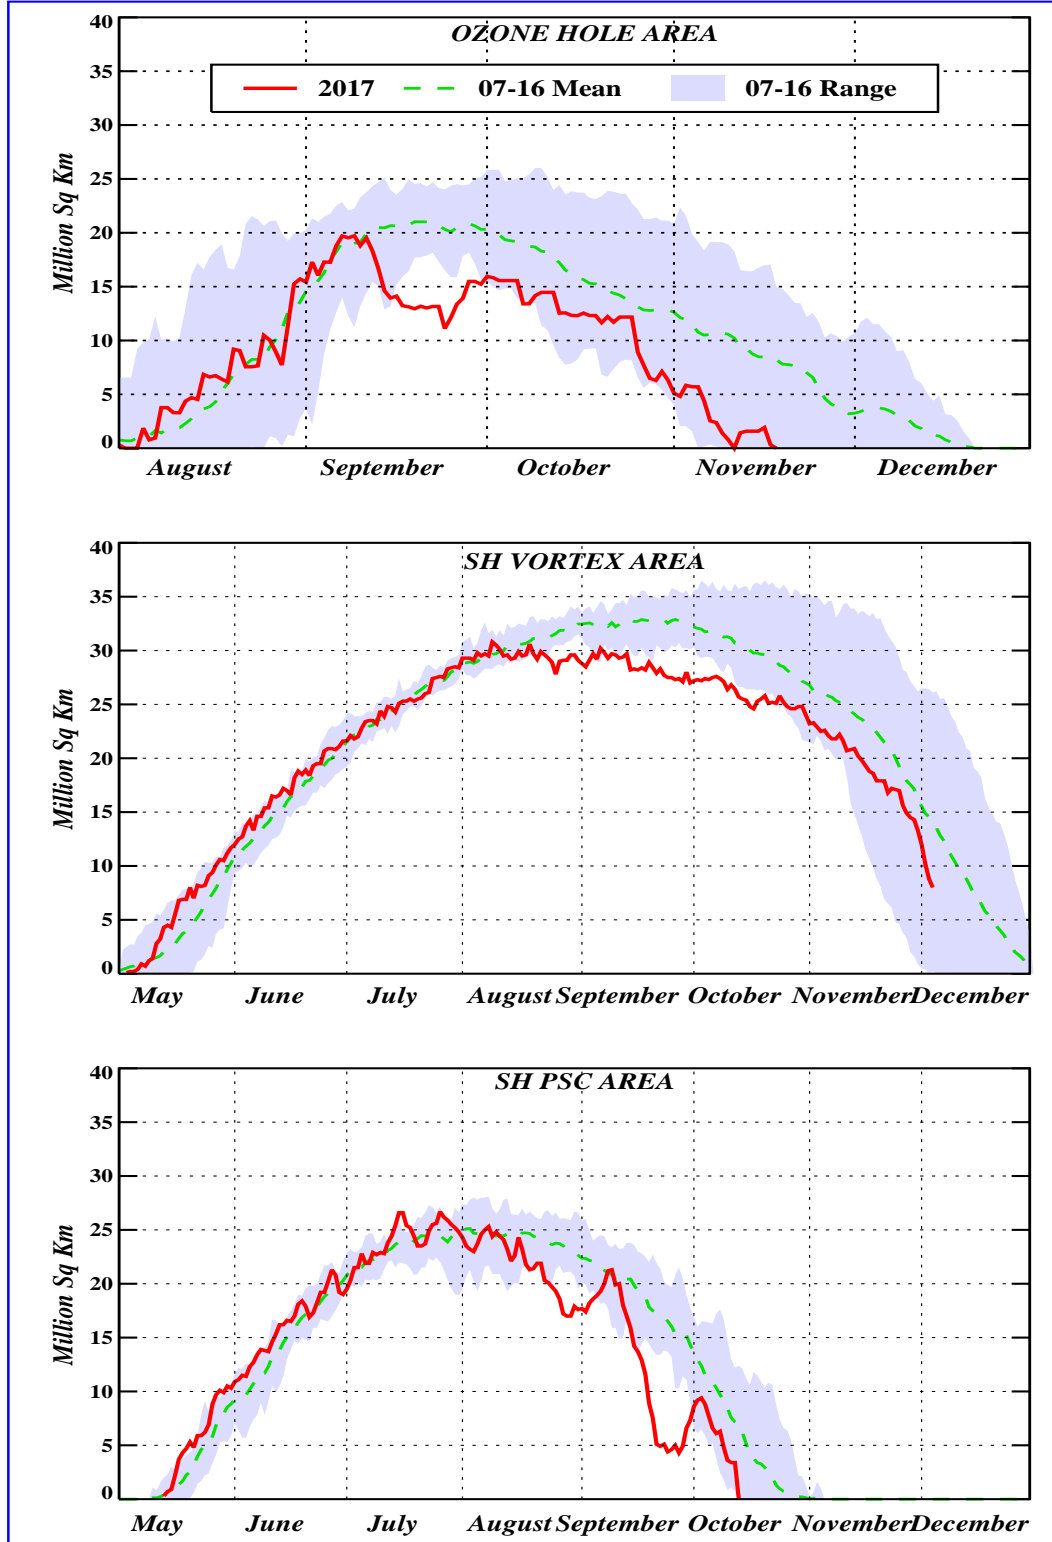 OZONE HOLE AREA
2017 07-16 Mean 07-16 Range
Million Sq Km
40
35
30
25
20
15
10
5
0
August September October November December
SH VORTEX AREA
Million Sq Km
40
35
30
25
20
15
10
5
0
May June July August September October November December
SH PSC AREA
Million Sq Km
40
35
30
25
20
15
10
5
0
May June July August September October November December